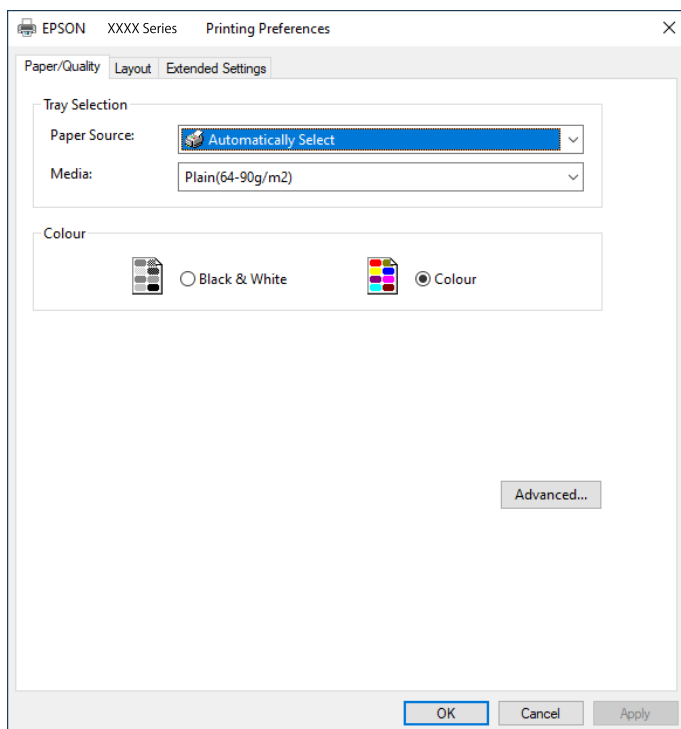 EPSON XXXX Series Printing Preferences
Paper/Quality Layout Extended Settings
Tray Selection
Paper Source: Automatically Select
Media: Plain(64-90g/m2)
Colour
Black & White Colour
Advanced...
OK Cancel Apply